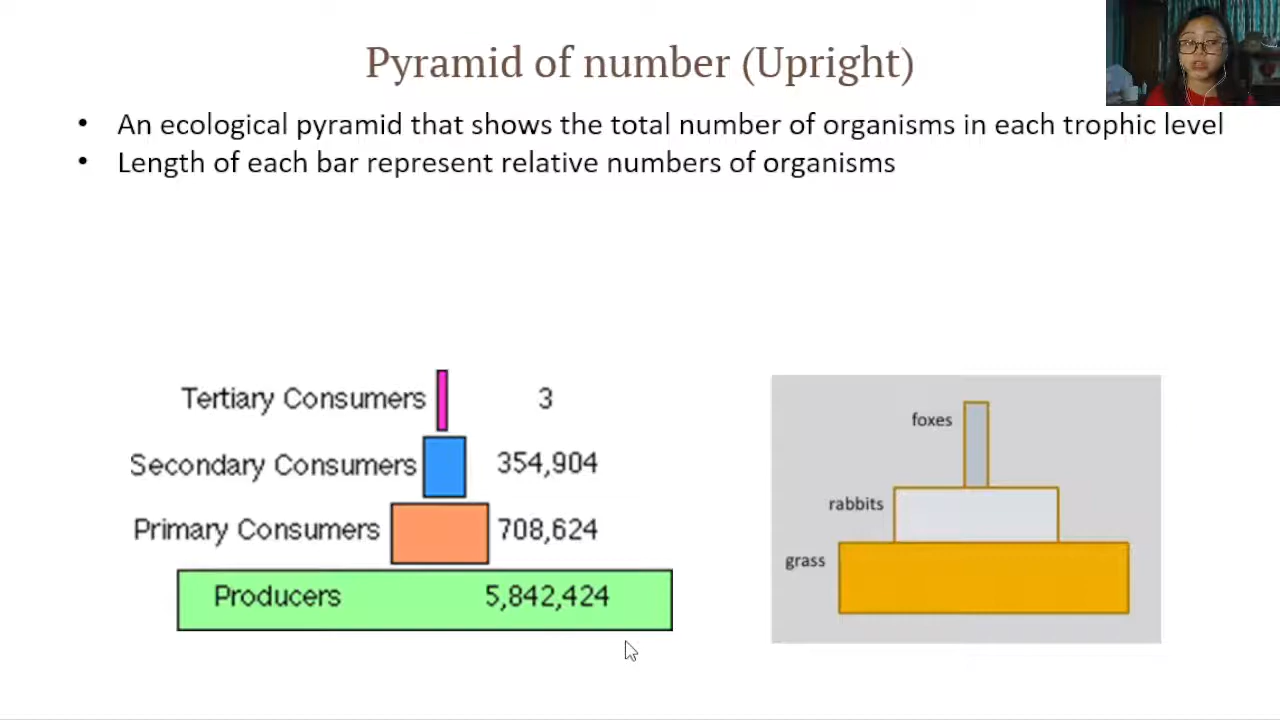 Pyramid of number (Upright)
• An ecological pyramid that shows the total number of organisms in each trophic level
• Length of each bar represent relative numbers of organisms
Tertiary Consumers 3
Secondary Consumers 354,904
Primary Consumers 708,624
Producers 5,842,424
foxes
rabbits
grass